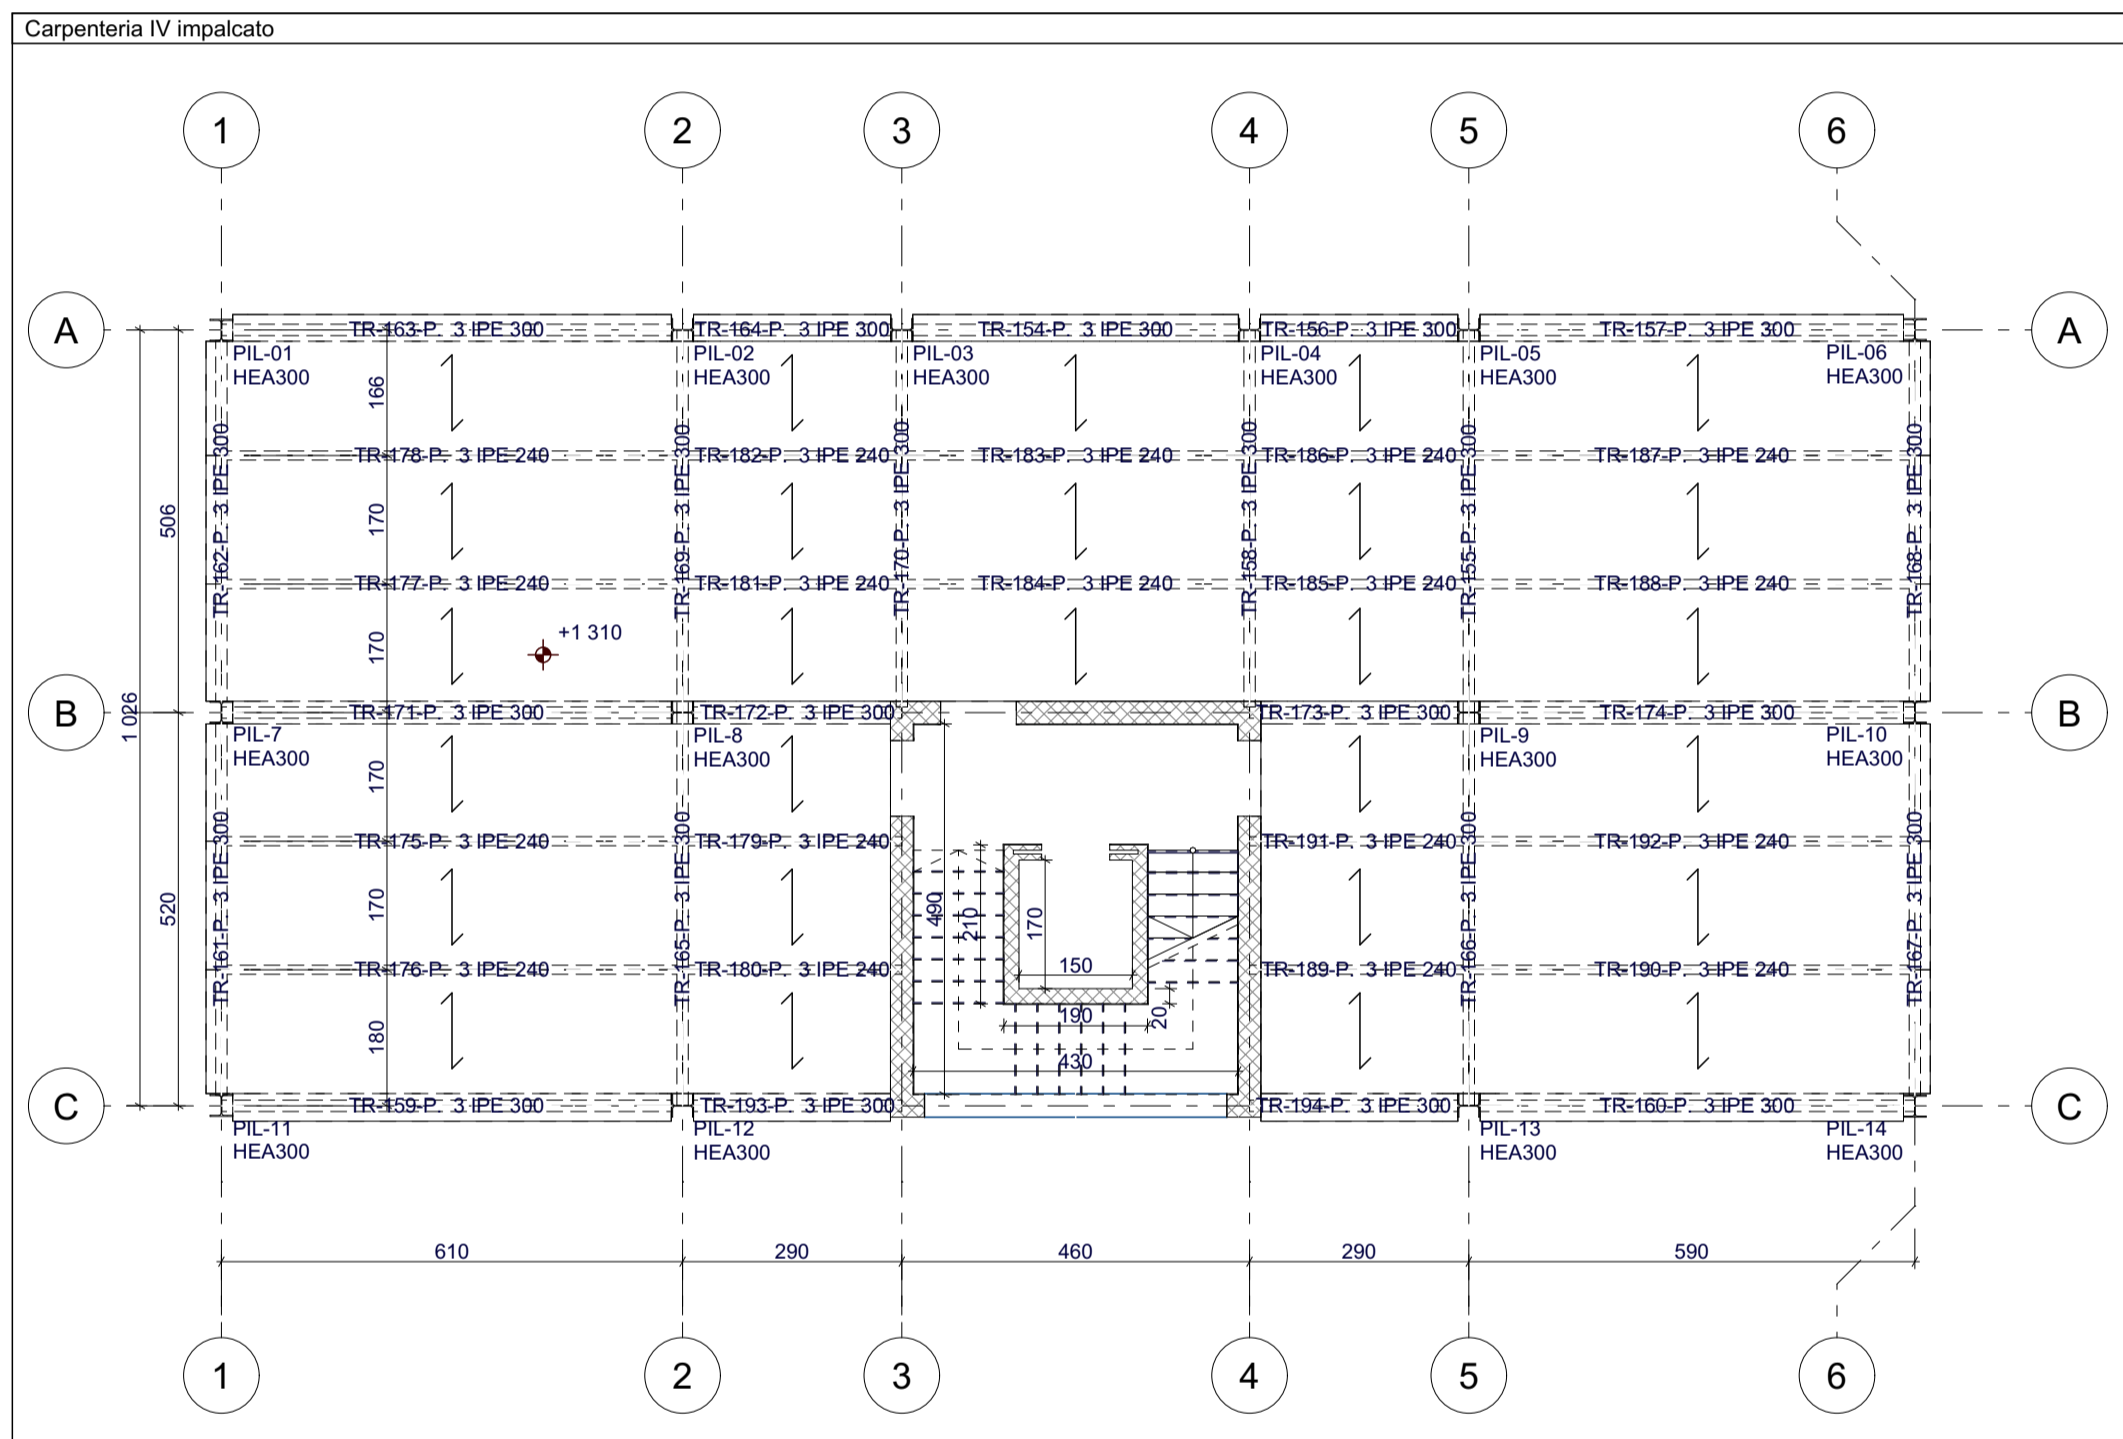 Carpenteria IV impalcato
1 2 3 4 5 6
A TR-163-P. 3 IPE 300 TR-164-P. 3 IPE 300 TR-154-P. 3 IPE 300 TR-156-P. 3 IPE 300 TR-157-P. 3 IPE 300 A
PIL-01 PIL-02 PIL-03 PIL-04 PIL-05 PIL-06
HEA300 HEA300 HEA300 HEA300 HEA300 HEA300
166
TR-178-P. 3 IPE 240 TR-182-P. 3 IPE 240 TR-183-P. 3 IPE 240 TR-186-P. 3 IPE 240 TR-187-P. 3 IPE 240
506
170
TR-162-P. 3 IPE 300
TR-169-P. 3 IPE 300
TR-170-P. 3 IPE 300
TR-158-P. 3 IPE 300
TR-155-P. 3 IPE 300
TR-168-P. 3 IPE 300
TR-177-P. 3 IPE 240 TR-181-P. 3 IPE 240 TR-184-P. 3 IPE 240 TR-185-P. 3 IPE 240 TR-188-P. 3 IPE 240
170
+1 310
1 026
B TR-171-P. 3 IPE 300 TR-172-P. 3 IPE 300 TR-173-P. 3 IPE 300 TR-174-P. 3 IPE 300 B
PIL-7 PIL-8 PIL-9 PIL-10
HEA300 HEA300 HEA300 HEA300
170
TR-175-P. 3 IPE 240 TR-179-P. 3 IPE 240 TR-191-P. 3 IPE 240 TR-192-P. 3 IPE 240
520
170
TR-161-P. 3 IPE 300
TR-165-P. 3 IPE 300
TR-166-P. 3 IPE 300
TR-167-P. 3 IPE 300
490
210
170
150
TR-176-P. 3 IPE 240 TR-180-P. 3 IPE 240 TR-189-P. 3 IPE 240 TR-190-P. 3 IPE 240
190
20
180
430
C TR-159-P. 3 IPE 300 TR-193-P. 3 IPE 300 TR-194-P. 3 IPE 300 TR-160-P. 3 IPE 300 C
PIL-11 PIL-12 PIL-13 PIL-14
HEA300 HEA300 HEA300 HEA300
610 290 460 290 590
1 2 3 4 5 6